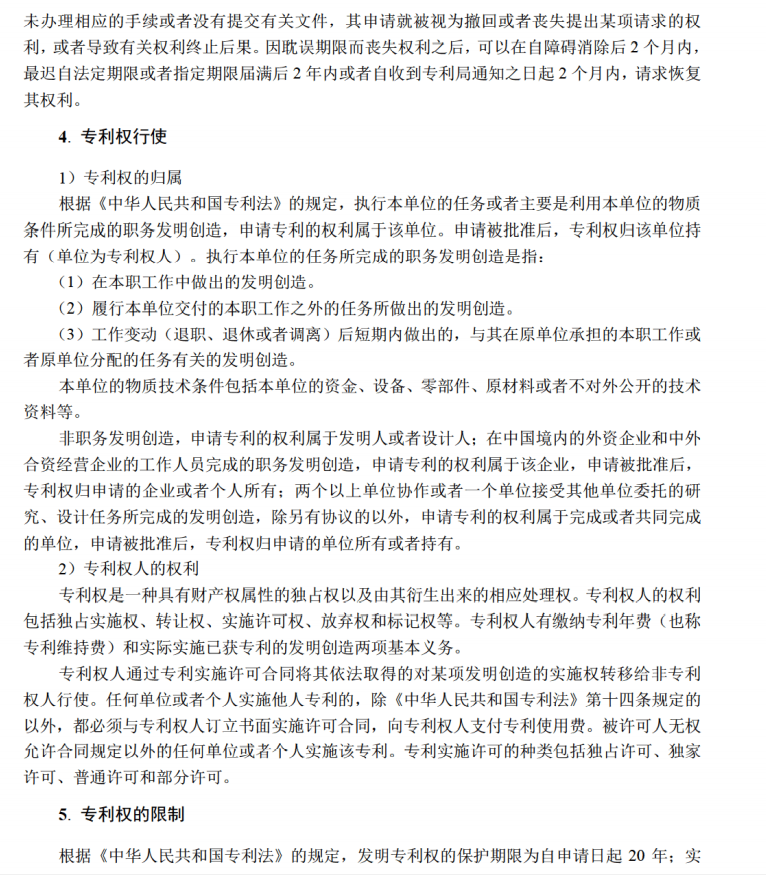 未办理相应的手续或者没有提交有关文件，其申请就被视为撤回或者丧失提出某项请求的权
利，或者导致有关权利终止后果。因耽误期限而丧失权利之后，可以在自障碍消除后 2 个月内，
最迟自法定期限或者指定期限届满后 2 年内或者自收到专利局通知之日起 2 个月内，请求恢复
其权利。
4. 专利权行使
1）专利权的归属
根据《中华人民共和国专利法》的规定，执行本单位的任务或者主要是利用本单位的物质
条件所完成的职务发明创造，申请专利的权利属于该单位。申请被批准后，专利权归该单位持
有（单位为专利权人）。执行本单位的任务所完成的职务发明创造是指：
（1）在本职工作中做出的发明创造。
（2）履行本单位交付的本职工作之外的任务所做出的发明创造。
（3）工作变动（退职、退休或者调离）后短期内做出的，与其在原单位承担的本职工作或
者原单位分配的任务有关的发明创造。
本单位的物质技术条件包括本单位的资金、设备、零部件、原材料或者不对外公开的技术
资料等。
非职务发明创造，申请专利的权利属于发明人或者设计人；在中国境内的外资企业和中外
合资经营企业的工作人员完成的职务发明创造，申请专利的权利属于该企业，申请被批准后，
专利权归申请的企业或者个人所有；两个以上单位协作或者一个单位接受其他单位委托的研
究、设计任务所完成的发明创造，除另有协议的以外，申请专利的权利属于完成或者共同完成
的单位，申请被批准后，专利权归申请的单位所有或者持有。
2）专利权人的权利
专利权是一种具有财产权属性的独占权以及由其衍生出来的相应处理权。专利权人的权利
包括独占实施权、转让权、实施许可权、放弃权和标记权等。专利权人有缴纳专利年费（也称
专利维持费）和实际实施已获专利的发明创造两项基本义务。
专利权人通过专利实施许可合同将其依法取得的对某项发明创造的实施权转移给非专利
权人行使。任何单位或者个人实施他人专利的，除《中华人民共和国专利法》第十四条规定的
以外，都必须与专利权人订立书面实施许可合同，向专利权人支付专利使用费。被许可人无权
允许合同规定以外的任何单位或者个人实施该专利。专利实施许可的种类包括独占许可、独家
许可、普通许可和部分许可。
5. 专利权的限制
根据《中华人民共和国专利法》的规定，发明专利权的保护期限为自申请日起 20 年；实